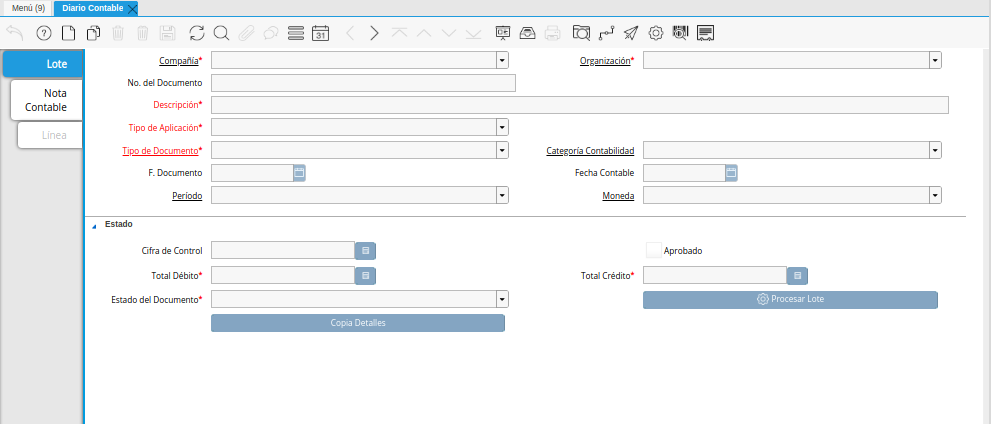 Menú (9) Diario Contable
31
Lote
Nota
Contable
Línea
Compañía* Organización*
No. del Documento
Descripción*
Tipo de Aplicación*
Tipo de Documento* Categoría Contabilidad
F. Documento Fecha Contable
Período Moneda
Estado
Cifra de Control Aprobado
Total Débito* Total Crédito*
Estado del Documento* Procesar Lote
Copia Detalles